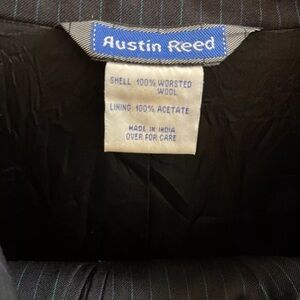 Austin Reed
SHELL 100% WORSTED
WOOL
LINING 100% ACETATE
MADE IN INDIA
OVER FOR CARE